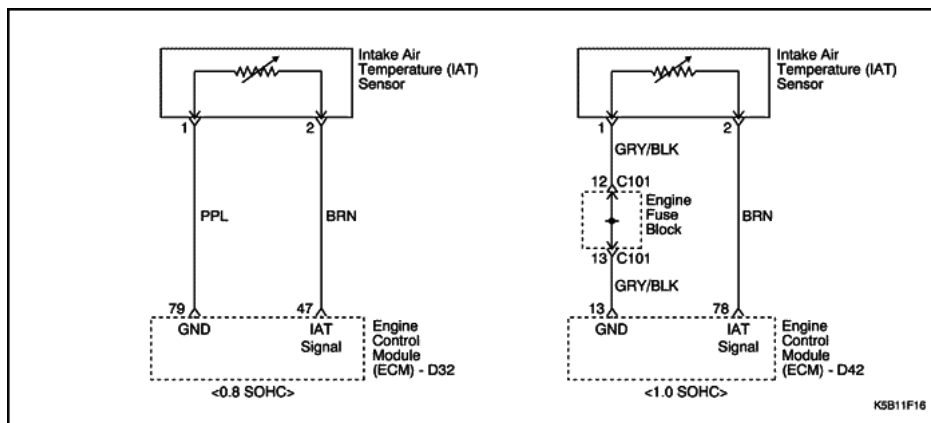 Intake Air
Temperature (IAT)
Sensor
1
2
PPL
BRN
79
47
GND
IAT
Signal
Engine
Control
Module
(ECM) - D32
<0.8 SOHC>
Intake Air
Temperature (IAT)
Sensor
1
2
GRY/BLK
12
C101
Engine
Fuse
Block
BRN
13
C101
GRY/BLK
13
78
GND
IAT
Signal
Engine
Control
Module
(ECM) - D42
<1.0 SOHC>
K5B11F16